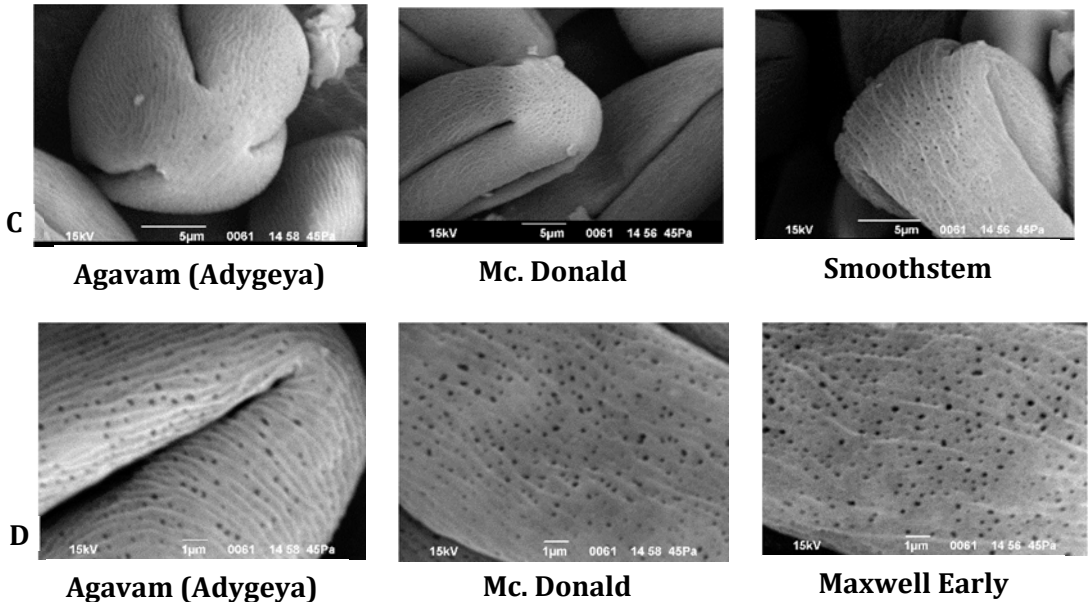 C
15kV 5µm 0061 14 58 45Pa
15kV 5µm 0061 14 56 45Pa
15kV 5µm 0061 14 56 45Pa
Agavam (Adygeya)
Mc. Donald
Smoothstem
D
15kV 1µm 0061 14 58 45Pa
15kV 1µm 0061 14 58 45Pa
15kV 1µm 0061 14 56 45Pa
Agavam (Adygeya)
Mc. Donald
Maxwell Early